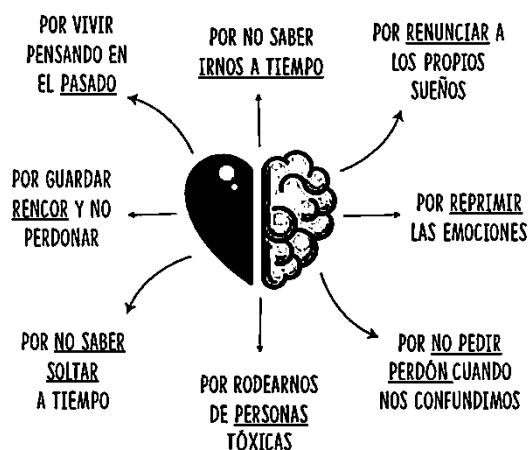 POR VIVIR
PENSANDO EN
EL PASADO
POR NO SABER
IRNOS A TIEMPO
POR RENUNCIAR A
LOS PROPIOS
SUEÑOS
POR GUARDAR
RENCOR Y NO
PERDONAR
POR REPRIMIR
LAS EMOCIONES
POR NO SABER
SOLTAR
A TIEMPO
POR RODEARNOS
DE PERSONAS
TÓXICAS
POR NO PEDIR
PERDÓN CUANDO
NOS CONFUNDIMOS